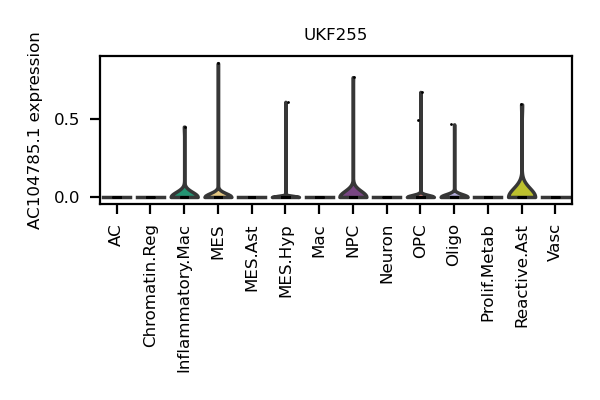 UKF255
AC104785.1 expression
0.5
0.0
AC
Chromatin.Reg
Inflammatory.Mac
MES
MES.Ast
MES.Hyp
Mac
NPC
Neuron
OPC
Oligo
Prolif.Metab
Reactive.Ast
Vasc